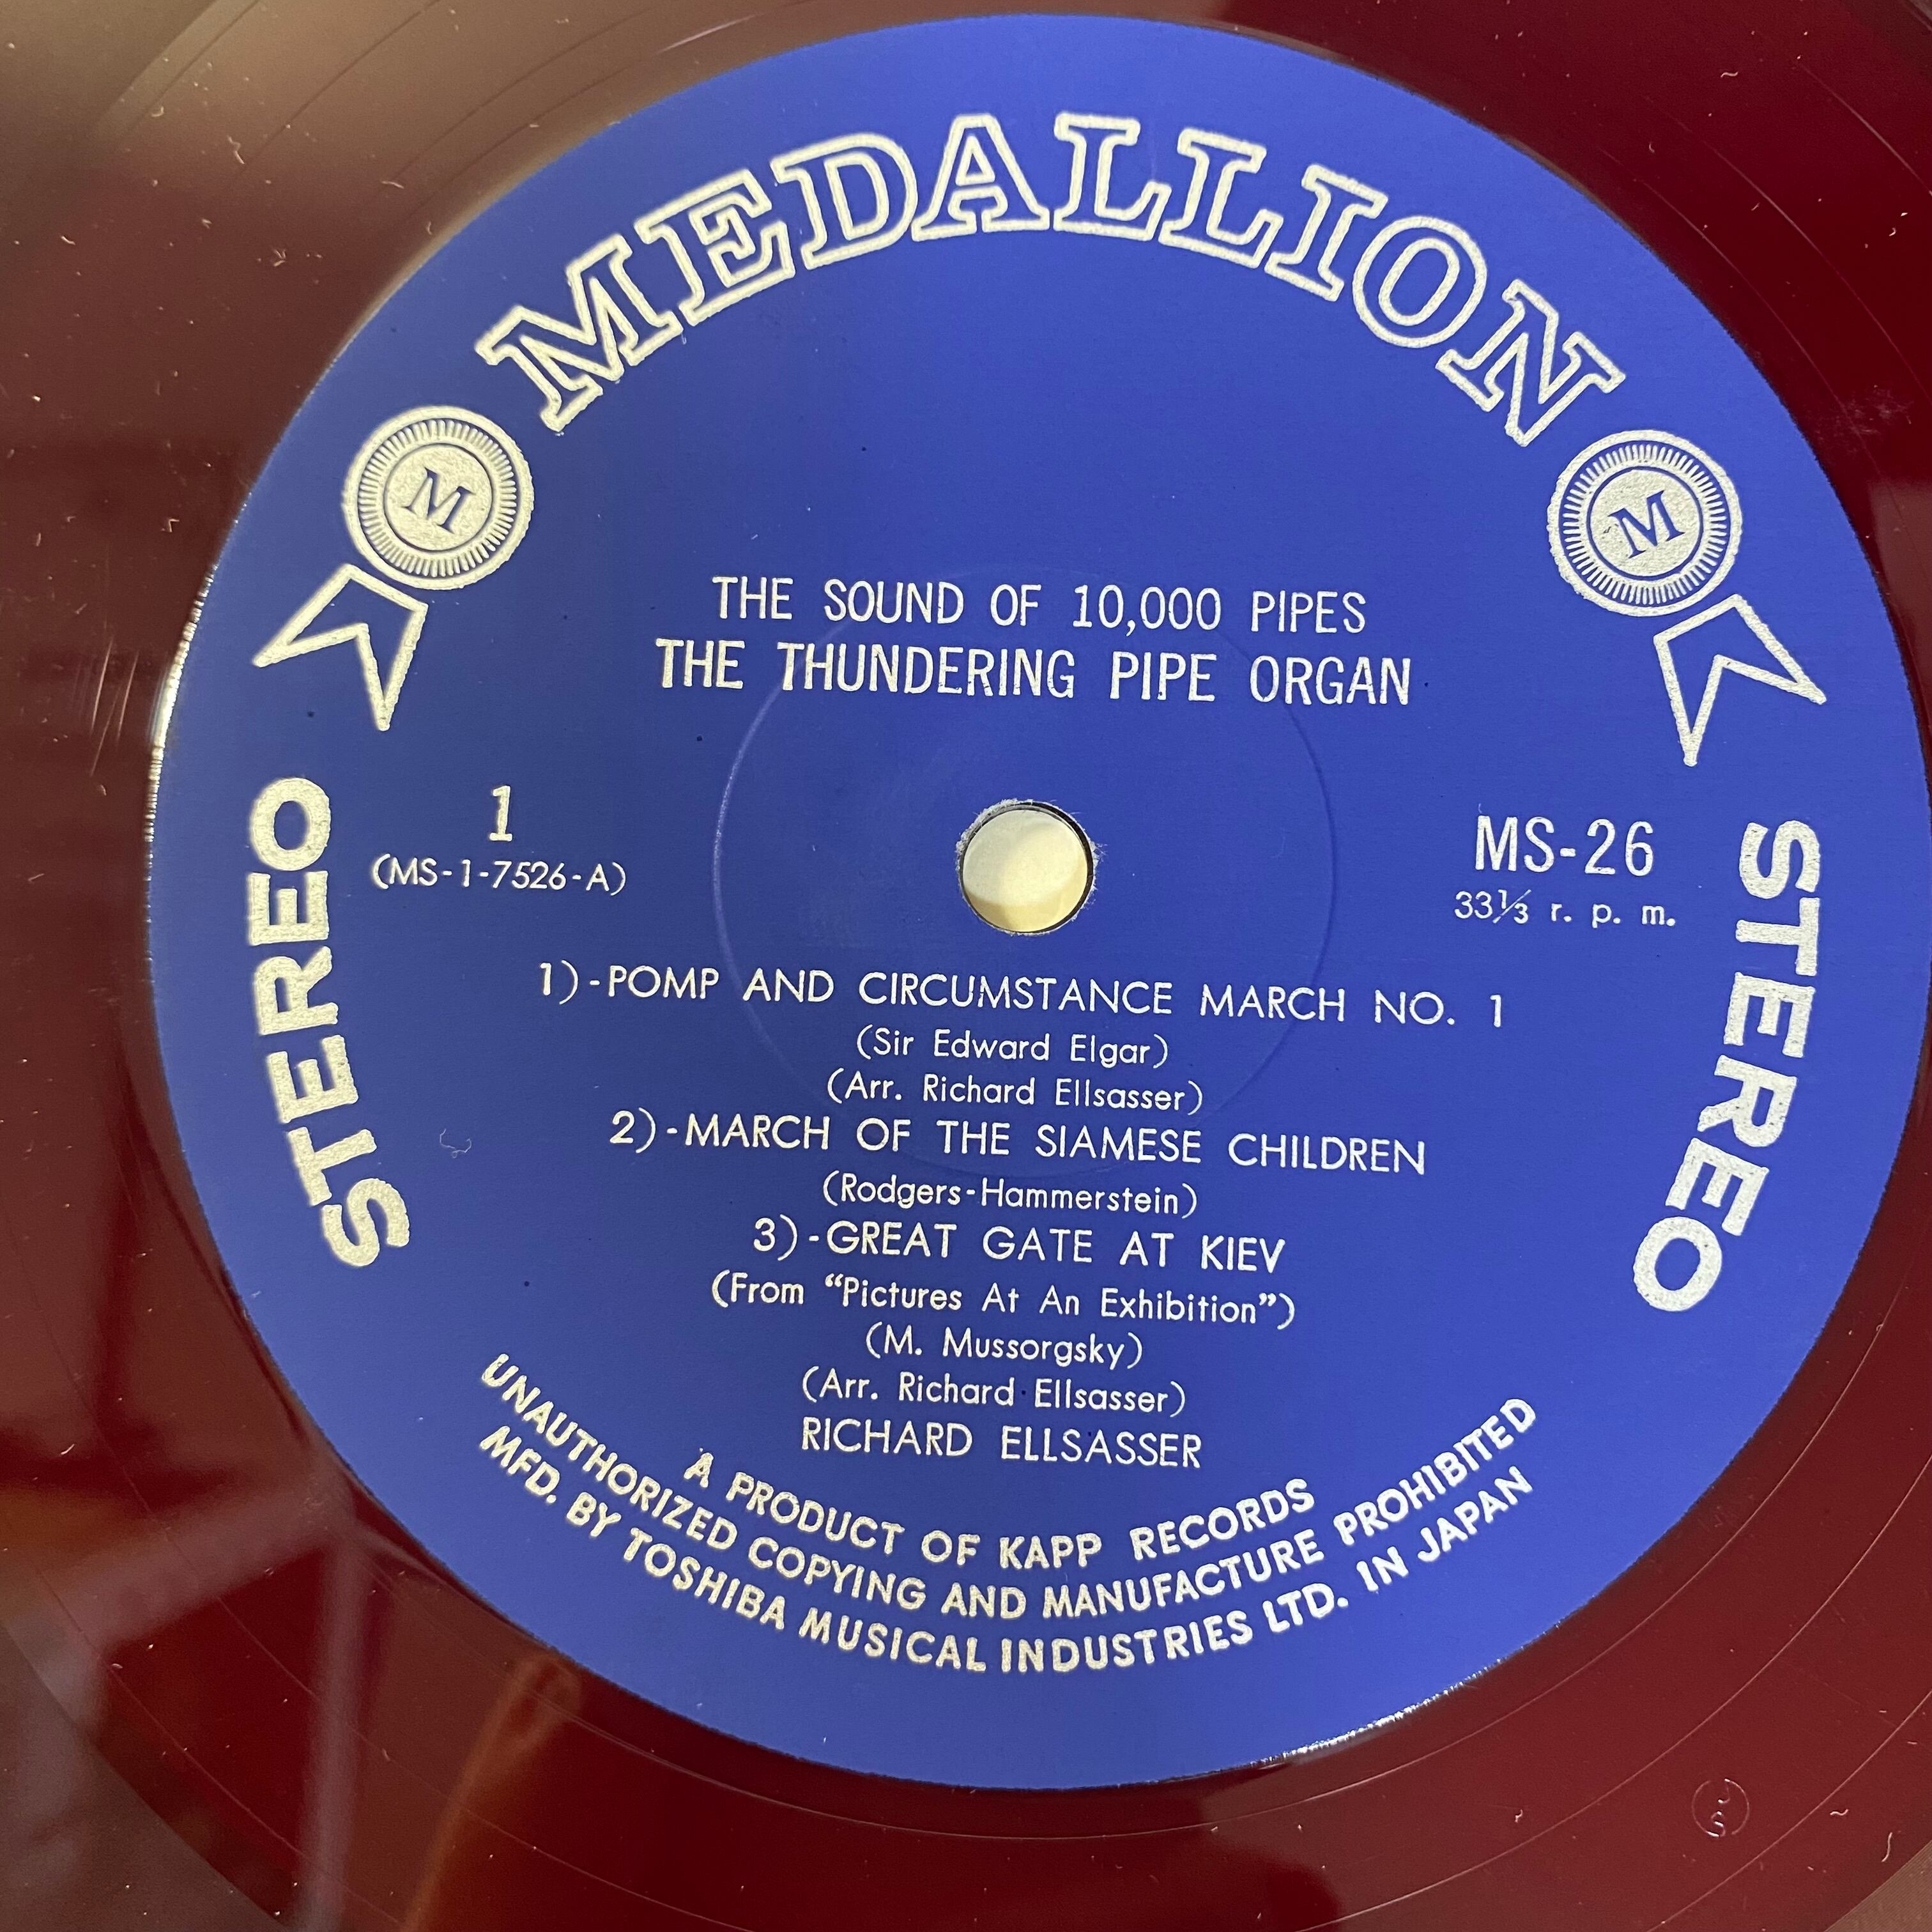 MEDALLION
M
M
THE SOUND OF 10,000 PIPES
THE THUNDERING PIPE ORGAN
STEREO
1
(MS-1-7526-A)
MS-26
33⅓ r. p. m.
STEREO
1)-POMP AND CIRCUMSTANCE MARCH NO. 1
(Sir Edward Elgar)
(Arr. Richard Ellsasser)
2)-MARCH OF THE SIAMESE CHILDREN
(Rodgers-Hammerstein)
3)-GREAT GATE AT KIEV
(From “Pictures At An Exhibition”)
(M. Mussorgsky)
(Arr. Richard Ellsasser)
RICHARD ELLSASSER
A PRODUCT OF KAPP RECORDS
UNAUTHORIZED COPYING AND MANUFACTURE PROHIBITED
MFD. BY TOSHIBA MUSICAL INDUSTRIES LTD. IN JAPAN